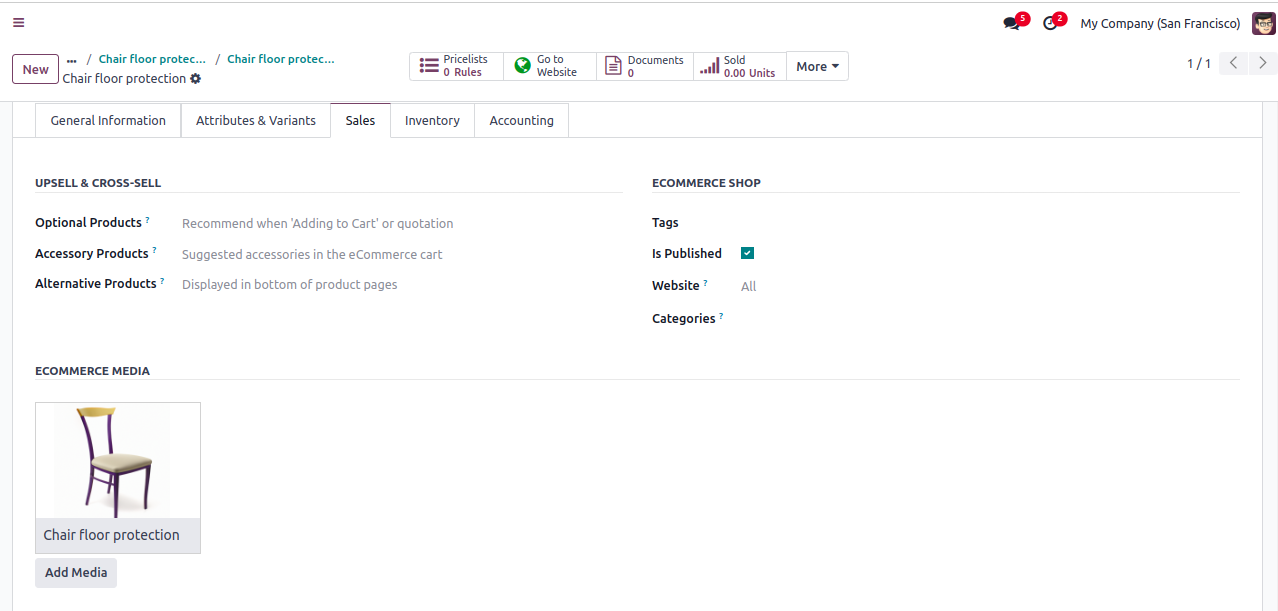 5
2
My Company (San Francisco)
New
... / Chair floor protec... / Chair floor protec...
Chair floor protection
Pricelists
0 Rules
Go to
Website
Documents
0
Sold
0.00 Units
More
1 / 1
General Information
Attributes & Variants
Sales
Inventory
Accounting
UPSELL & CROSS-SELL
Optional Products ? Recommend when 'Adding to Cart' or quotation
Accessory Products ? Suggested accessories in the eCommerce cart
Alternative Products ? Displayed in bottom of product pages
ECOMMERCE SHOP
Tags
Is Published
Website ? All
Categories ?
ECOMMERCE MEDIA
Chair floor protection
Add Media